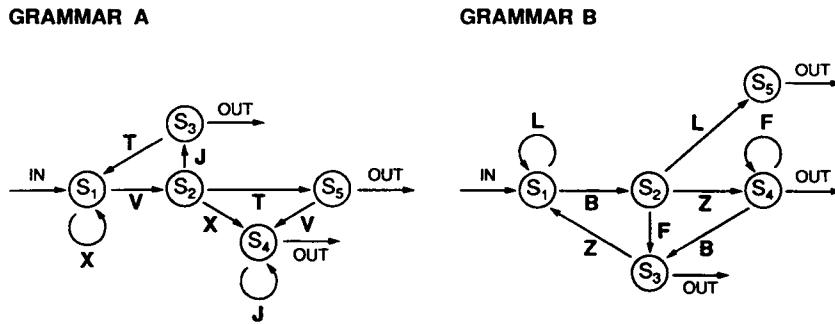 GRAMMAR A
S3
OUT
T
J
IN
S1
V
S2
T
S5
OUT
X
V
X
S4
OUT
J
GRAMMAR B
S5
OUT
L
L
F
IN
S1
B
S2
Z
S4
OUT
F
Z
B
S3
OUT